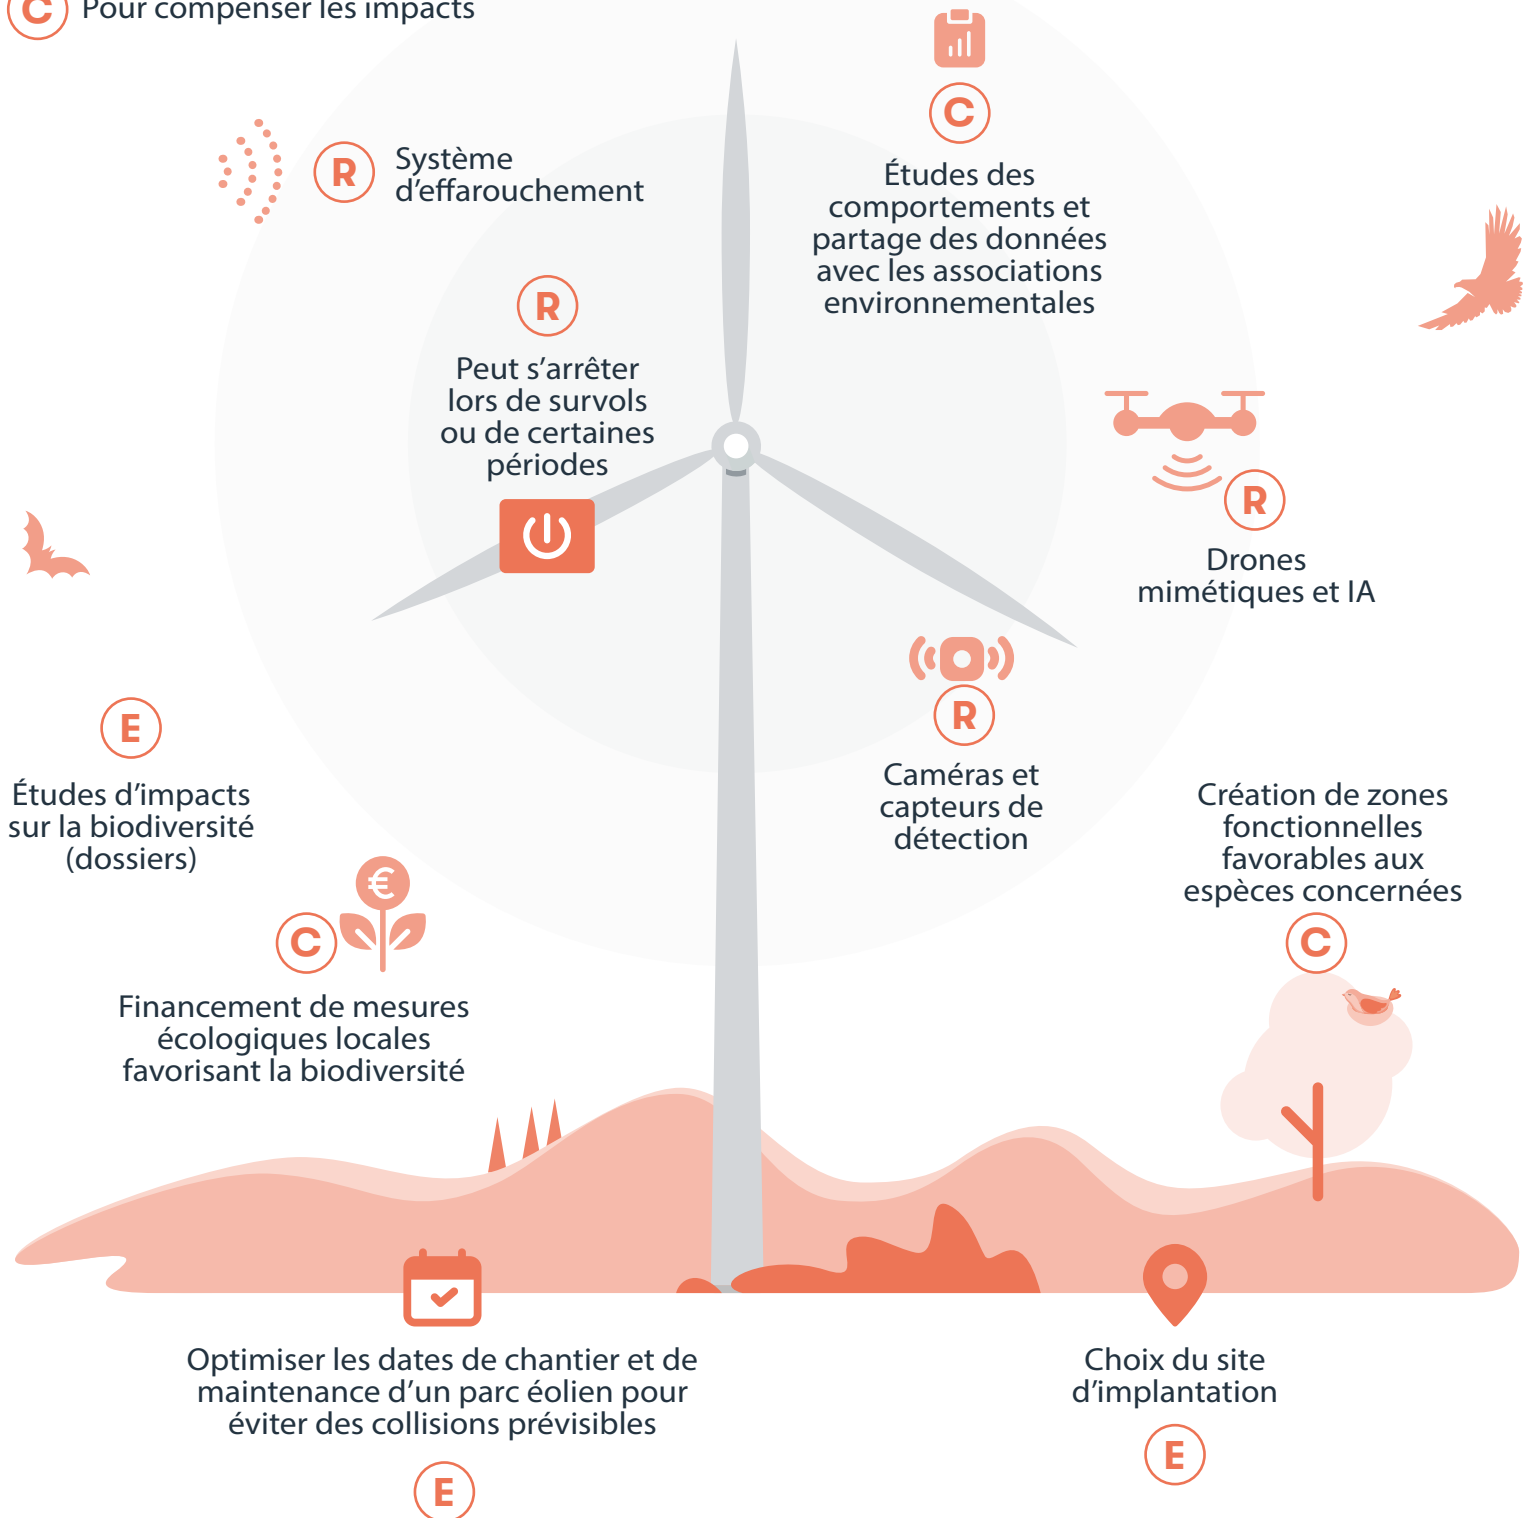 C Pour compenser les impacts
R Système
d’effarouchement
C
Études des
comportements et
partage des données
avec les associations
environnementales
R
Peut s’arrêter
lors de survols
ou de certaines
périodes
R
Drones
mimétiques et IA
R
Caméras et
capteurs de
détection
E
Études d’impacts
sur la biodiversité
(dossiers)
Création de zones
fonctionnelles
favorables aux
espèces concernées
C
€
C
Financement de mesures
écologiques locales
favorisant la biodiversité
Optimiser les dates de chantier et de
maintenance d’un parc éolien pour
éviter des collisions prévisibles
E
Choix du site
d’implantation
E